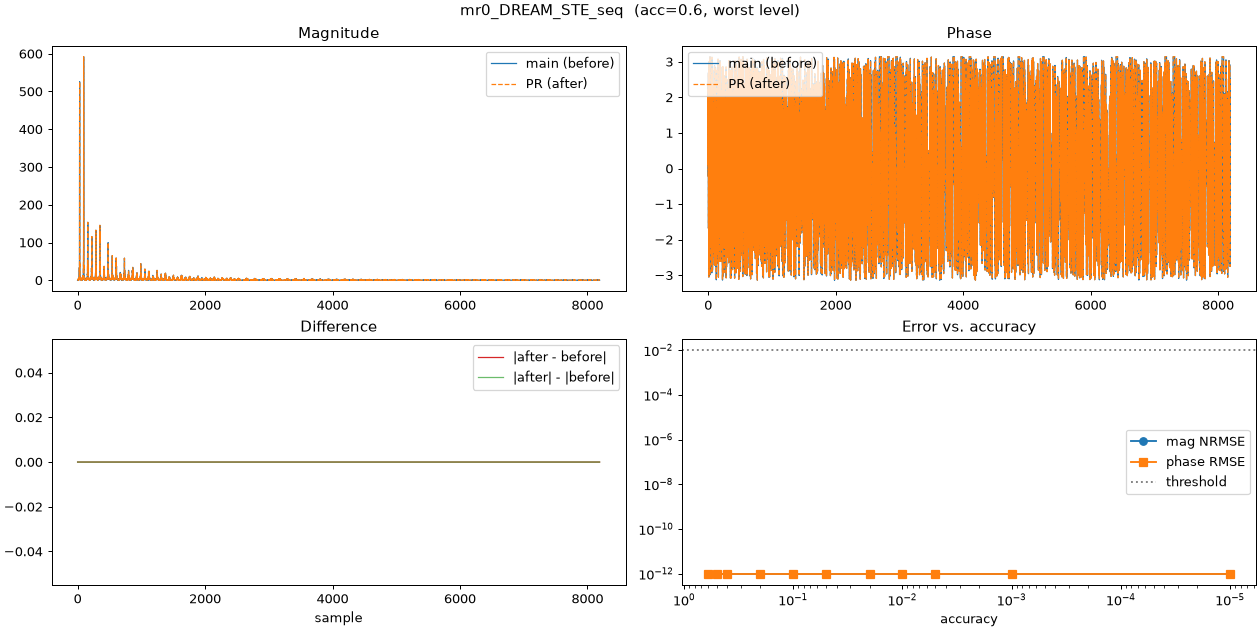 mr0_DREAM_STE_seq  (acc=0.6, worst level)
Magnitude
600
500
400
300
200
100
0
0 2000 4000 6000 8000
main (before)
PR (after)
Phase
3
2
1
0
−1
−2
−3
0 2000 4000 6000 8000
main (before)
PR (after)
Difference
0.04
0.02
0.00
−0.02
−0.04
0 2000 4000 6000 8000
sample
|after - before|
|after| - |before|
Error vs. accuracy
10⁻²
10⁻⁴
10⁻⁶
10⁻⁸
10⁻¹⁰
10⁻¹²
10⁰ 10⁻¹ 10⁻² 10⁻³ 10⁻⁴ 10⁻⁵
accuracy
mag NRMSE
phase RMSE
threshold